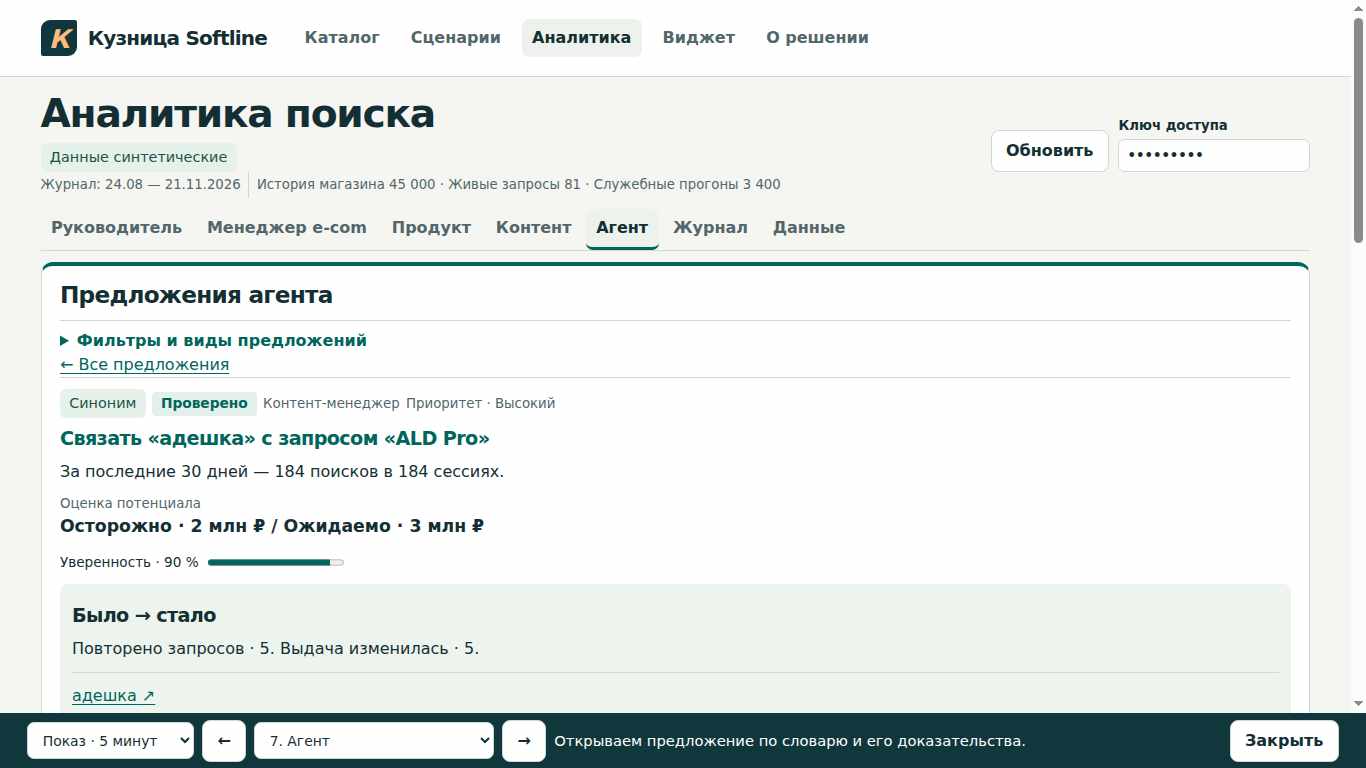 К Кузница Softline Каталог Сценарии Аналитика Виджет О решении
Аналитика поиска
Данные синтетические
Журнал: 24.08 — 21.11.2026 История магазина 45 000 · Живые запросы 81 · Служебные прогоны 3 400
Обновить
Ключ доступа
•••••••••
Руководитель Менеджер e-com Продукт Контент Агент Журнал Данные
Предложения агента
▶ Фильтры и виды предложений
← Все предложения
Синоним Проверено Контент-менеджер Приоритет · Высокий
Связать «адешка» с запросом «ALD Pro»
За последние 30 дней — 184 поисков в 184 сессиях.
Оценка потенциала
Осторожно · 2 млн ₽ / Ожидаемо · 3 млн ₽
Уверенность · 90 %
Было → стало
Повторено запросов · 5. Выдача изменилась · 5.
адешка ↗
Показ · 5 минут ← 7. Агент → Открываем предложение по словарю и его доказательства. Закрыть